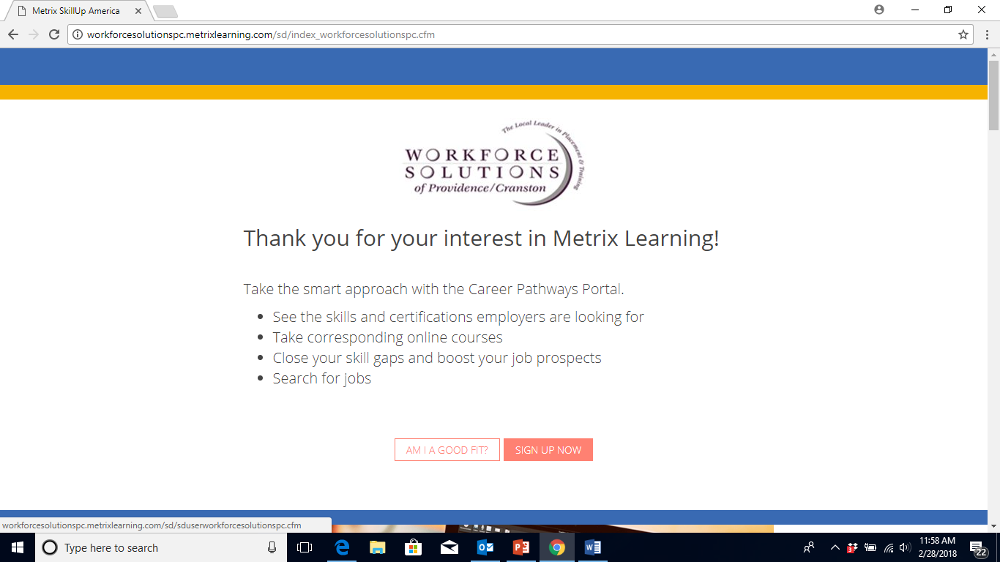 Metrix SkillUp America
workforcesolutionspc.metrixlearning.com/sd/index_workforcesolutionspc.cfm
The Local Leader in Placement & Training
WORKFORCE
SOLUTIONS
of Providence/Cranston
Thank you for your interest in Metrix Learning!
Take the smart approach with the Career Pathways Portal.
See the skills and certifications employers are looking for
Take corresponding online courses
Close your skill gaps and boost your job prospects
Search for jobs
AM I A GOOD FIT?
SIGN UP NOW
workforcesolutionspc.metrixlearning.com/sd/sduserworkforcesolutionspc.cfm
Type here to search
11:58 AM
2/28/2018
22